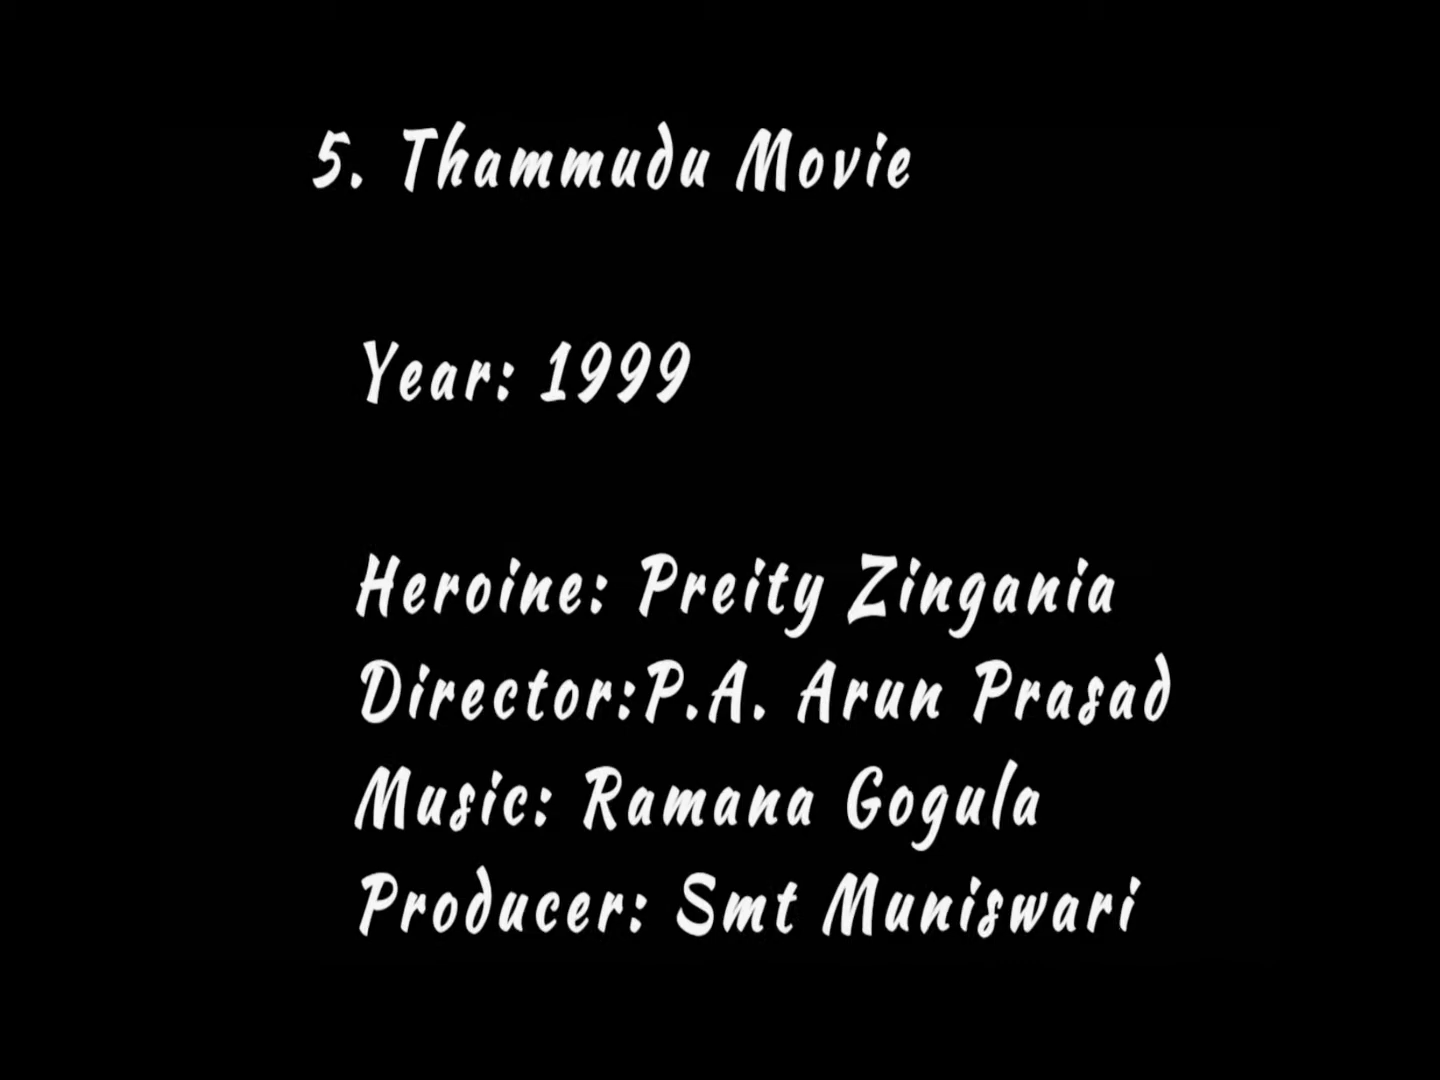 5. Thammudu Movie
Year: 1999
Heroine: Preity Zingania
Director:P.A. Arun Prasad
Music: Ramana Gogula
Producer: Smt Muniswari